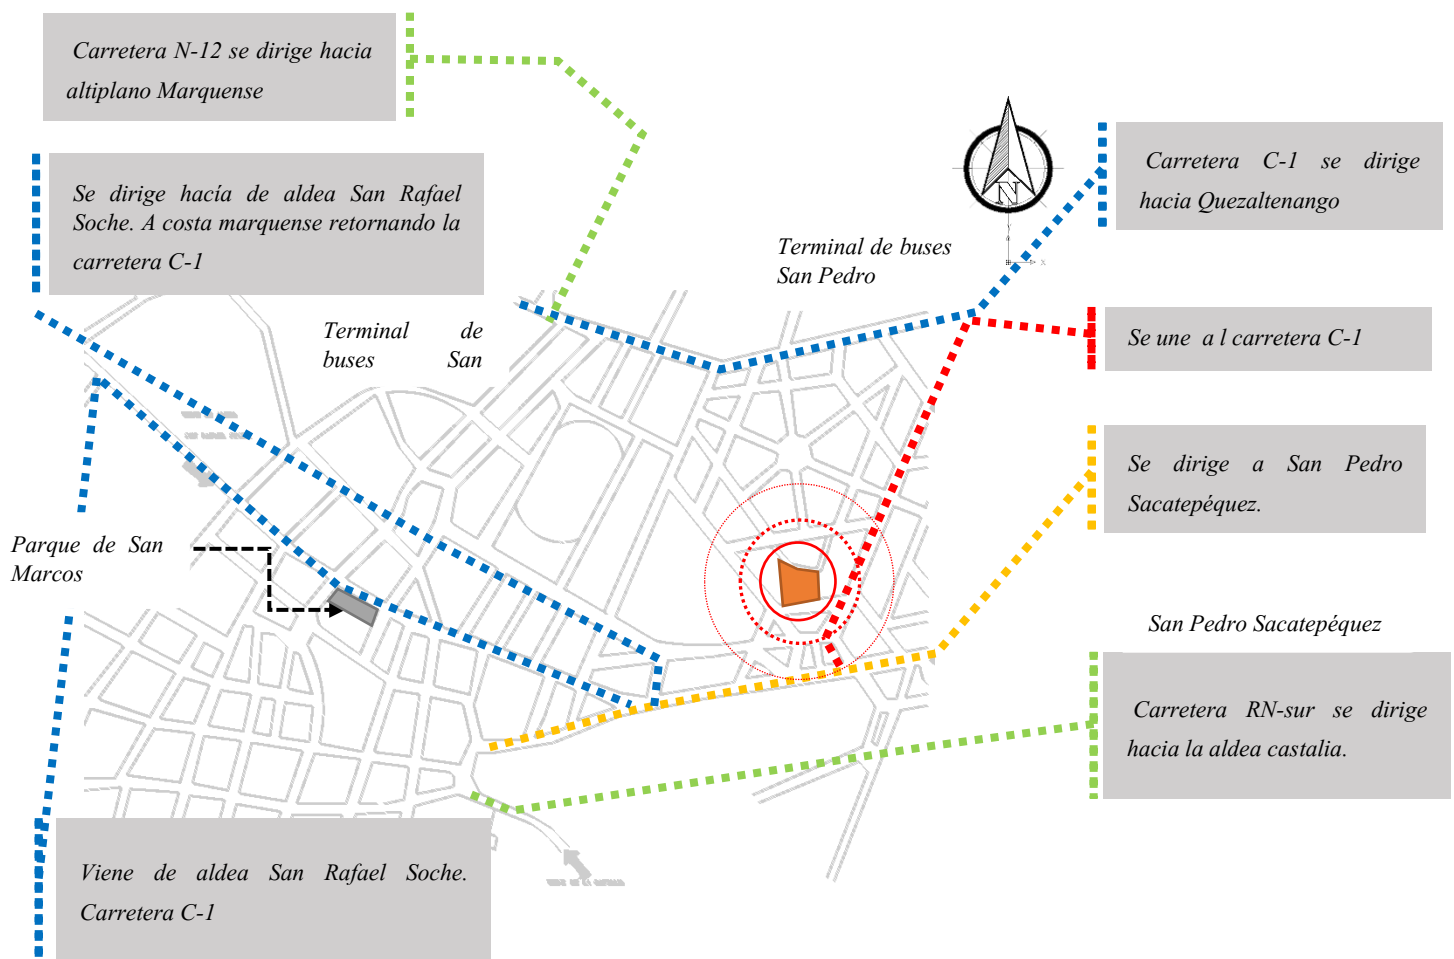 Carretera N-12 se dirige hacia
altiplano Marquense
Se dirige hacía de aldea San Rafael
Soche. A costa marquense retornando la
carretera C-1
Terminal de
buses San
Terminal de buses
San Pedro
N
Y
X
Carretera C-1 se dirige
hacia Quezaltenango
Se une a l carretera C-1
Se dirige a San Pedro
Sacatepéquez.
Parque de San
Marcos
San Pedro Sacatepéquez
Carretera RN-sur se dirige
hacia la aldea castalia.
Viene de aldea San Rafael Soche.
Carretera C-1